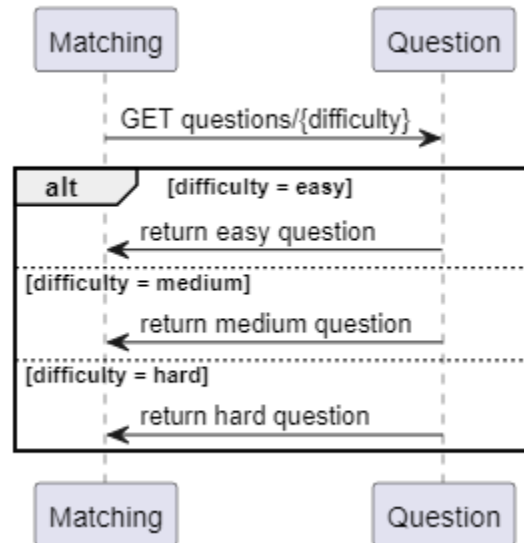 Matching Question
GET questions/{difficulty}
alt [difficulty = easy]
return easy question
[difficulty = medium]
return medium question
[difficulty = hard]
return hard question
Matching Question